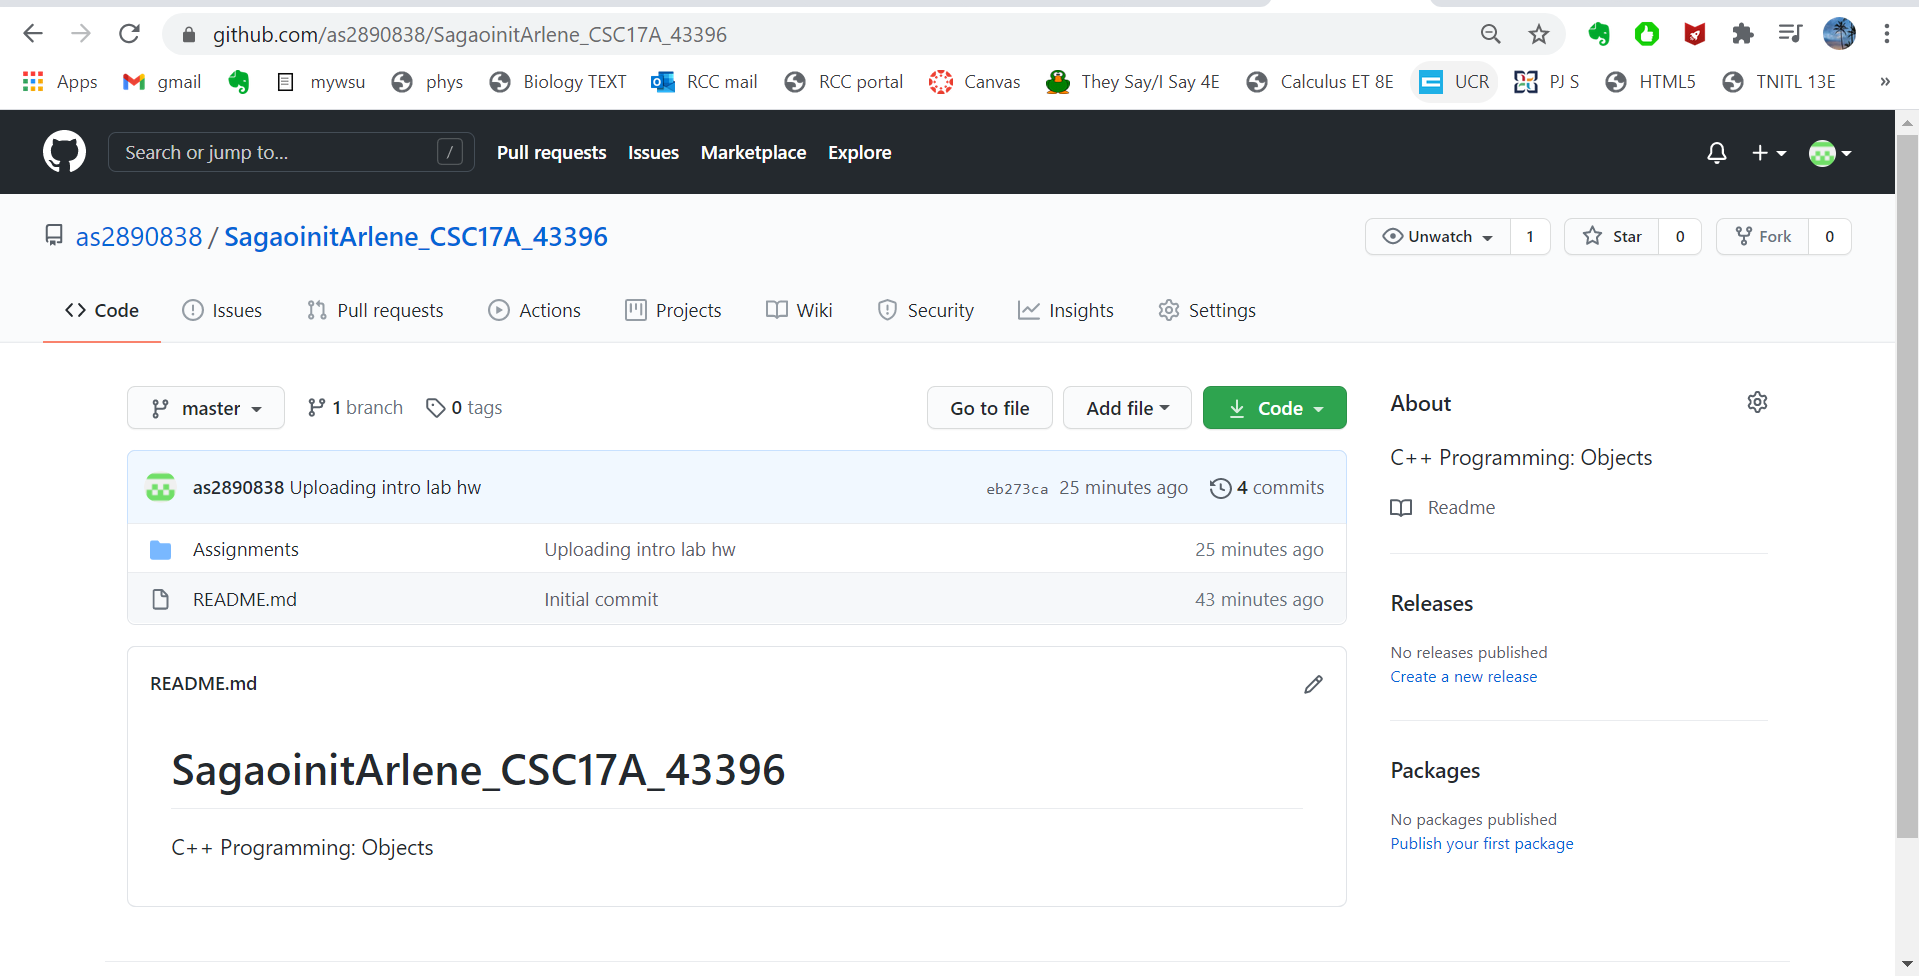 github.com/as2890838/SagaoinitArlene_CSC17A_43396
Apps gmail mywsu phys Biology TEXT RCC mail RCC portal Canvas They Say/I Say 4E Calculus ET 8E UCR PJ S HTML5 TNITL 13E »
Search or jump to... / Pull requests Issues Marketplace Explore
as2890838 / SagaoinitArlene_CSC17A_43396 Unwatch 1 Star 0 Fork 0
Code Issues Pull requests Actions Projects Wiki Security Insights Settings
master 1 branch 0 tags Go to file Add file Code
as2890838 Uploading intro lab hw eb273ca 25 minutes ago 4 commits
Assignments Uploading intro lab hw 25 minutes ago
README.md Initial commit 43 minutes ago
README.md
SagaoinitArlene_CSC17A_43396
C++ Programming: Objects
About
C++ Programming: Objects
Readme
Releases
No releases published
Create a new release
Packages
No packages published
Publish your first package